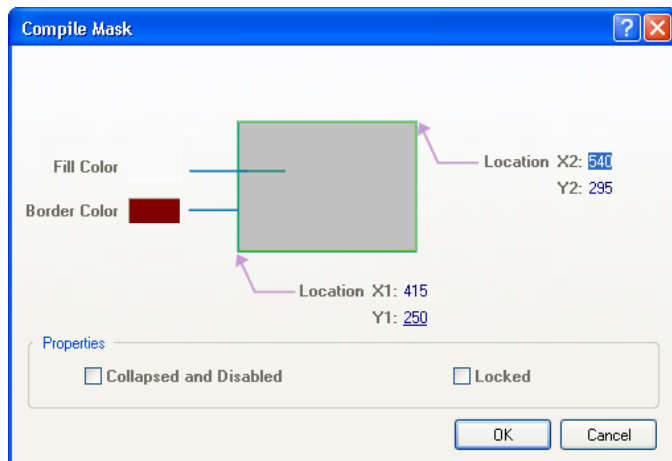 Compile Mask
Fill Color
Location X2: 540
Y2: 295
Border Color
Location X1: 415
Y1: 250
Properties
Collapsed and Disabled
Locked
OK
Cancel